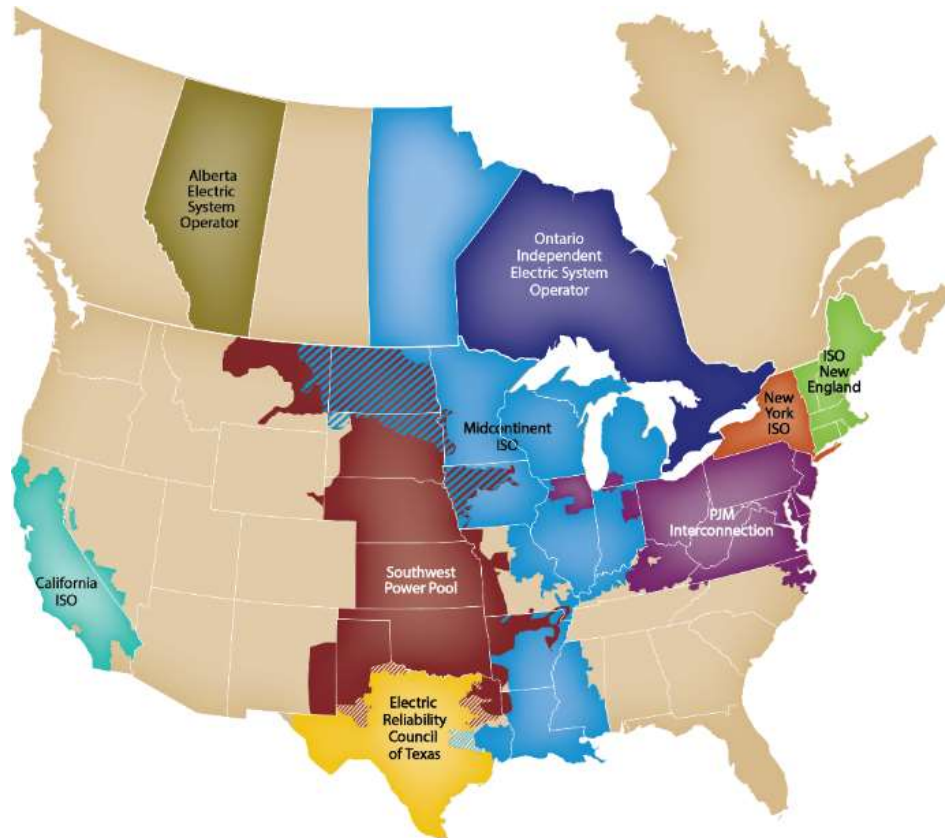 Alberta
Electric
System
Operator
Ontario
Independent
Electric System
Operator
ISO
New
England
New
York
ISO
Midcontinent
ISO
PJM
Interconnection
California
ISO
Southwest
Power Pool
Electric
Reliability
Council
of Texas